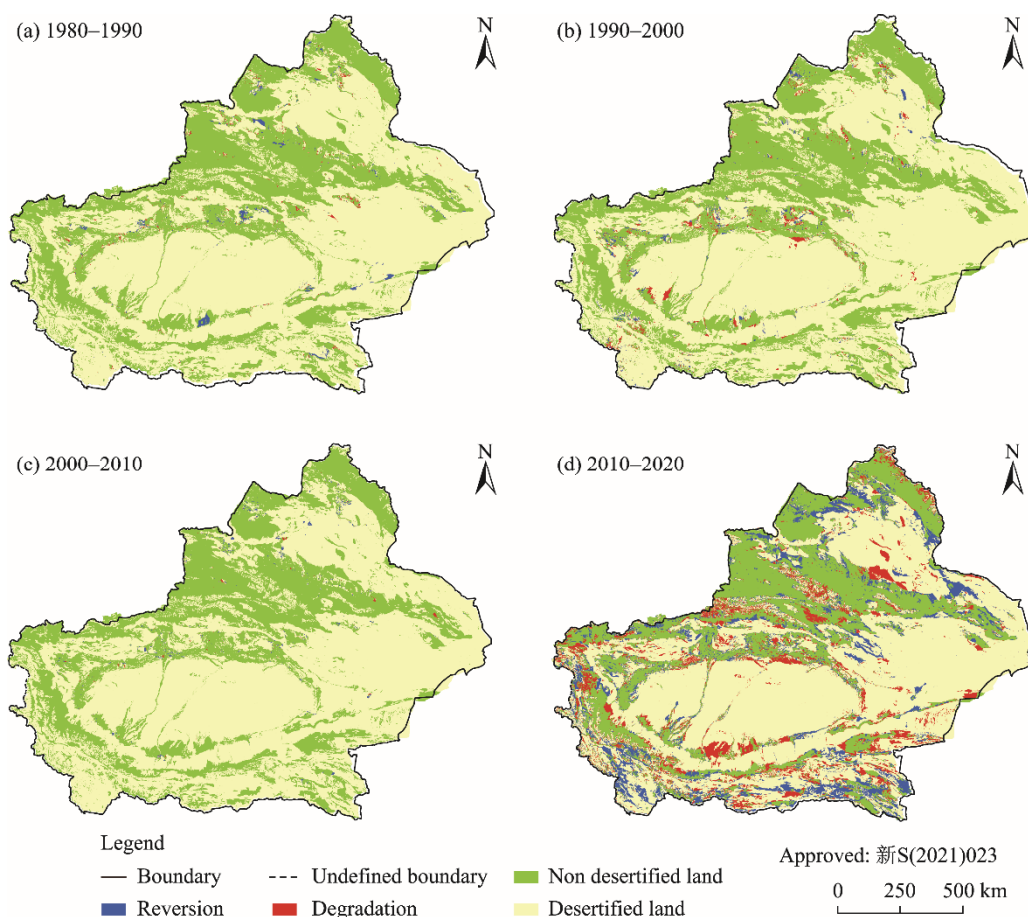 (a) 1980–1990
N
(b) 1990–2000
N
(c) 2000–2010
N
(d) 2010–2020
N
Legend
Boundary
Undefined boundary
Non desertified land
Reversion
Degradation
Desertified land
Approved: 新S(2021)023
0 250 500 km